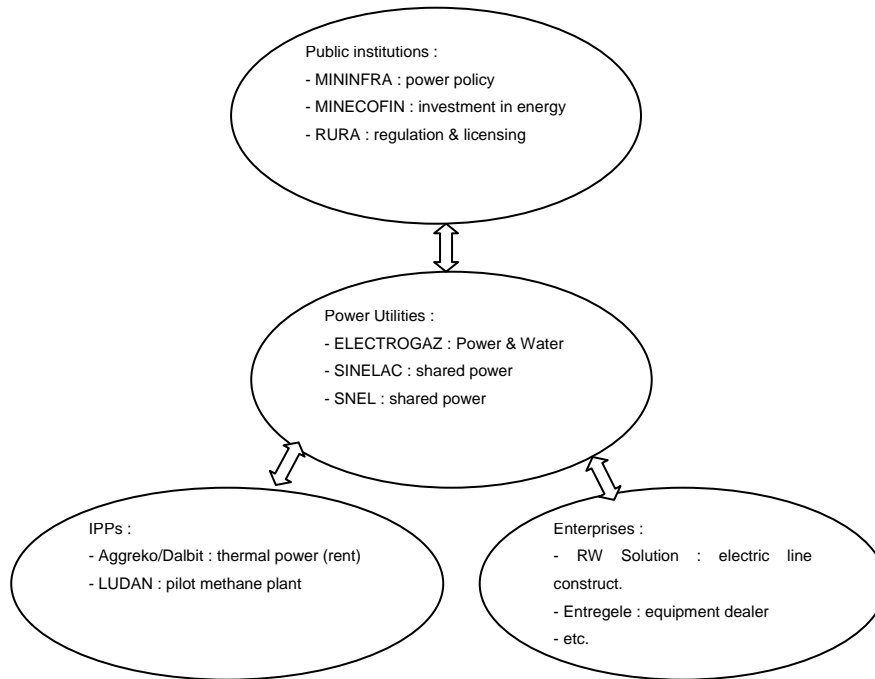 Public institutions :
- MININFRA : power policy
- MINECOFIN : investment in energy
- RURA : regulation & licensing
Power Utilities :
- ELECTROGAZ : Power & Water
- SINELAC : shared power
- SNEL : shared power
IPPs :
- Aggreko/Dalbit : thermal power (rent)
- LUDAN : pilot methane plant
Enterprises :
- RW Solution : electric line
construct.
- Entregele : equipment dealer
- etc.